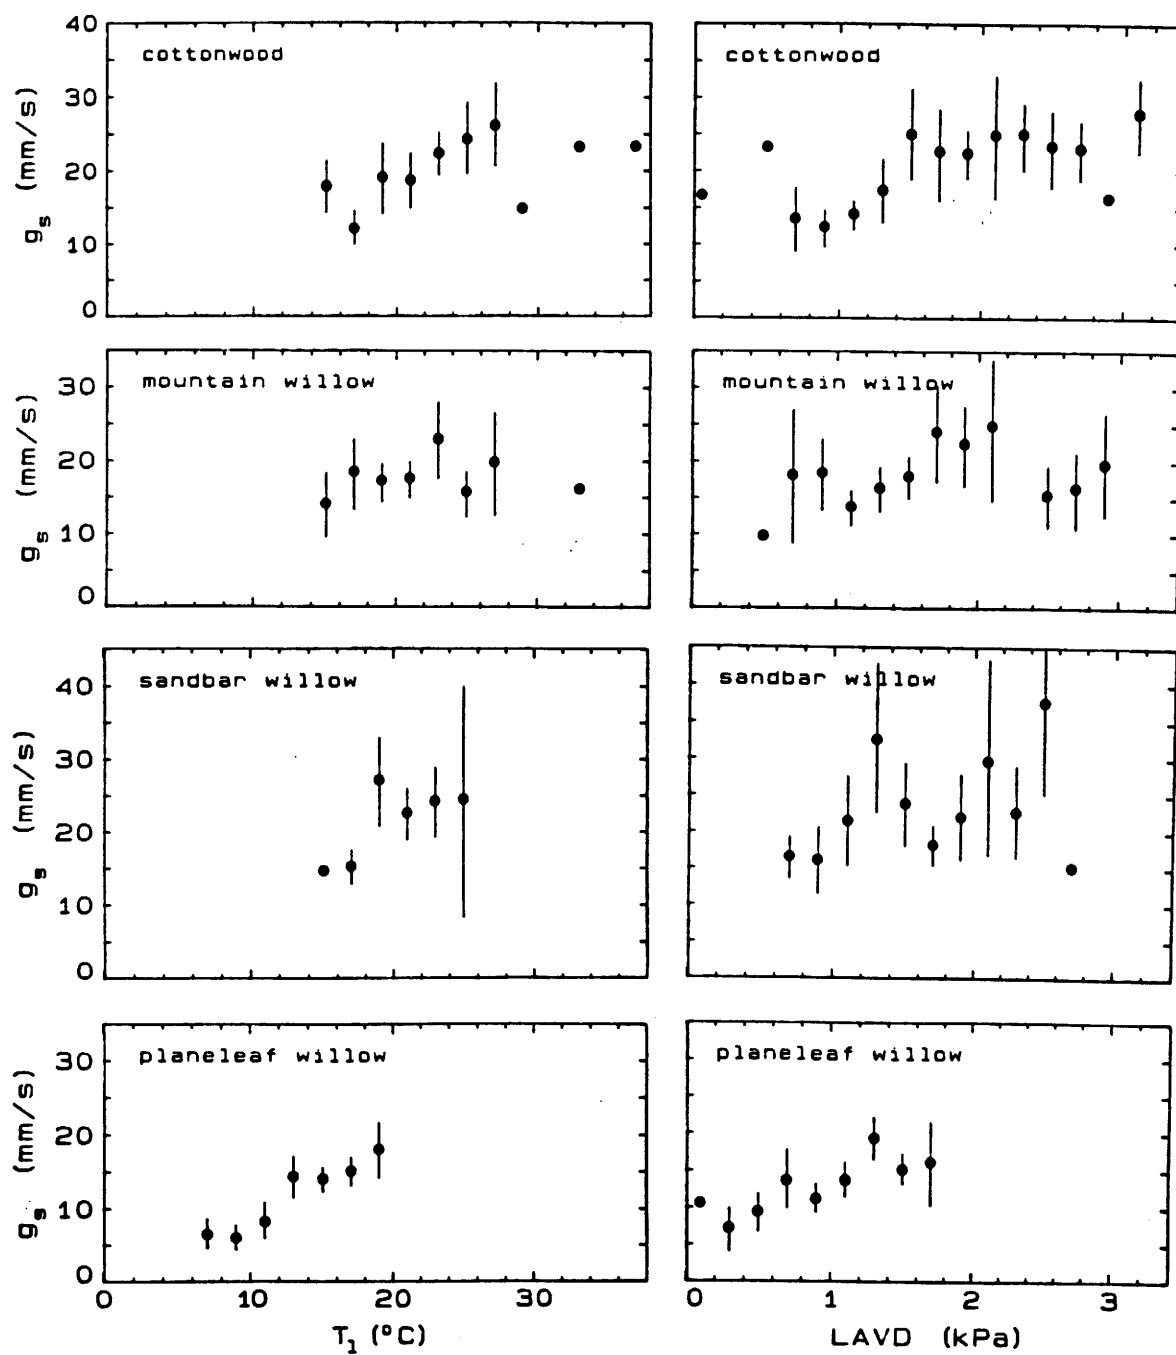 cottonwood
cottonwood
40
30
20
10
0
g_s (mm/s)
mountain willow
mountain willow
30
20
10
0
g_s (mm/s)
sandbar willow
sandbar willow
40
30
20
10
0
g_s (mm/s)
planeleaf willow
planeleaf willow
30
20
10
0
g_s (mm/s)
0 10 20 30
0 1 2 3
T_l (°C)
LAVD (kPa)